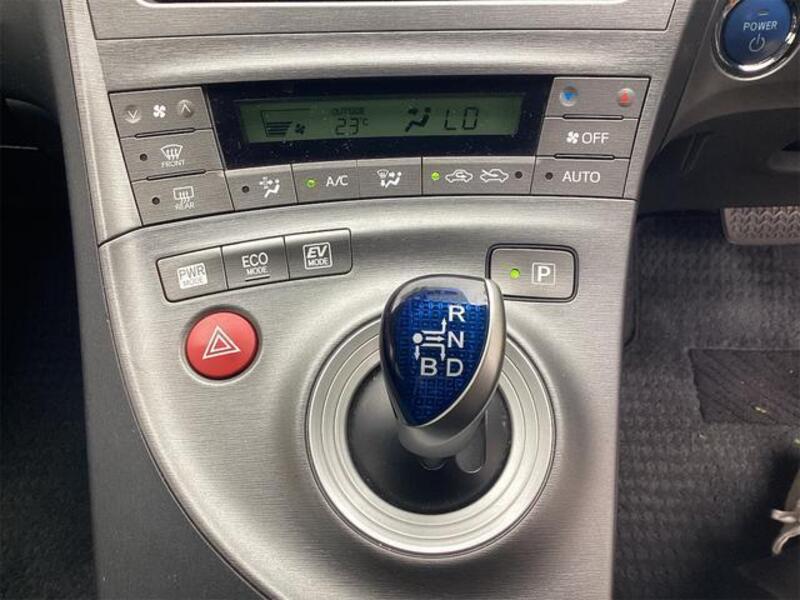 POWER
OUTSIDE
23°C
LO
OFF
FRONT
A/C
AUTO
REAR
PWR
MODE
ECO
MODE
EV
MODE
P
R
N
B D